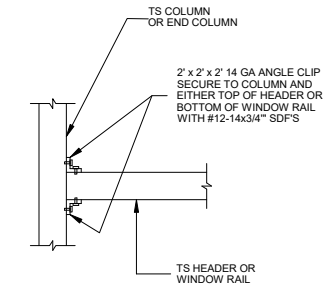 TS COLUMN
OR END COLUMN
2' x 2' x 2' 14 GA ANGLE CLIP
SECURE TO COLUMN AND
EITHER TOP OF HEADER OR
BOTTOM OF WINDOW RAIL
WITH #12-14x3/4'" SDF'S
TS HEADER OR
WINDOW RAIL